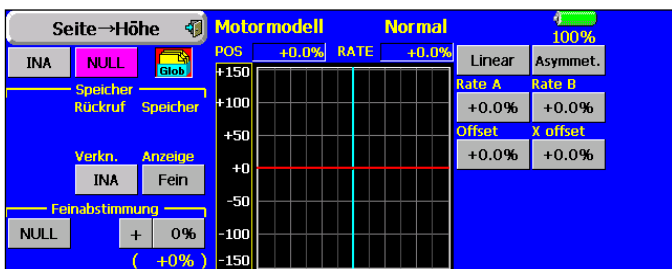 Seite→Höhe Motormodell Normal 100%
POS +0.0% RATE +0.0%
INA NULL Glob Linear Asymmet.
+150
Speicher Rate A Rate B
Rückruf Speicher +100 +0.0% +0.0%
+50 Offset X offset
Verkn. Anzeige +0.0% +0.0%
INA Fein +0
Feinabstimmung -50
NULL + 0% -100
( +0% ) -150